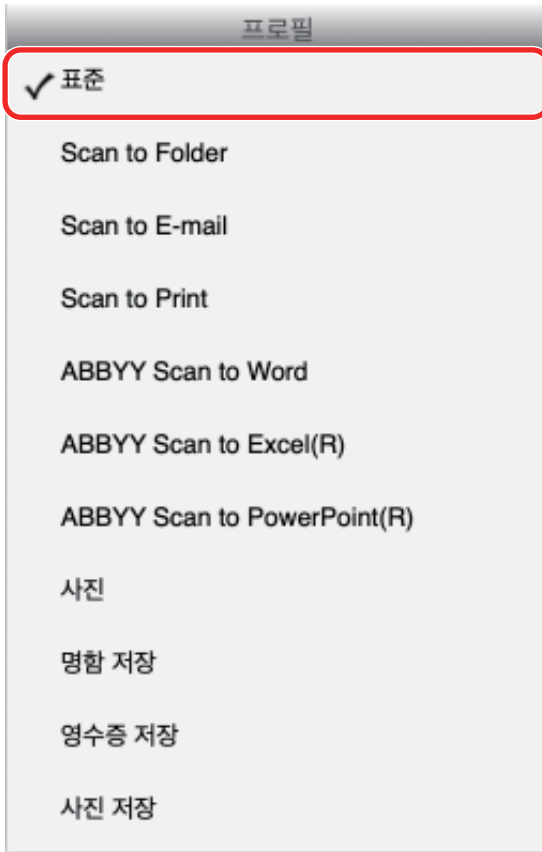 프로필
표준
Scan to Folder
Scan to E-mail
Scan to Print
ABBYY Scan to Word
ABBYY Scan to Excel(R)
ABBYY Scan to PowerPoint(R)
사진
명함 저장
영수증 저장
사진 저장